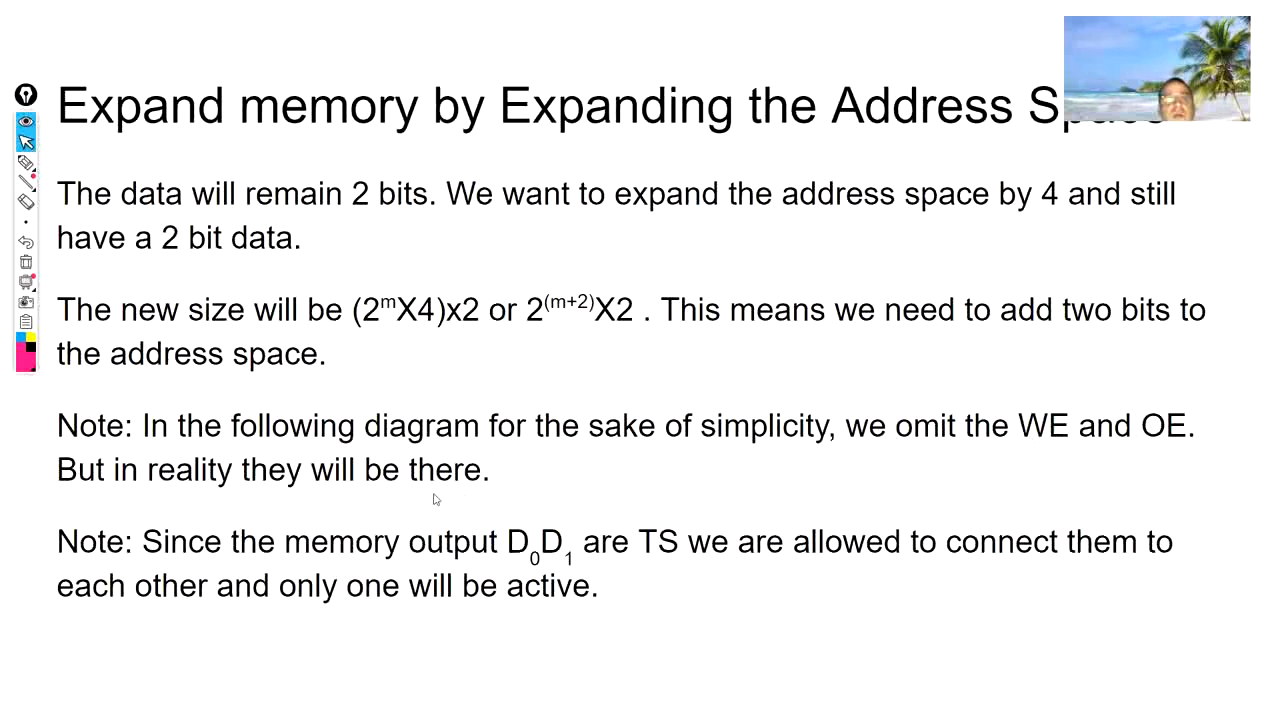 Expand memory by Expanding the Address
The data will remain 2 bits. We want to expand the address space by 4 and still
have a 2 bit data.
The new size will be (2ᵐX4)x2 or 2⁽ᵐ⁺²⁾X2 . This means we need to add two bits to
the address space.
Note: In the following diagram for the sake of simplicity, we omit the WE and OE.
But in reality they will be there.
Note: Since the memory output D₀D₁ are TS we are allowed to connect them to
each other and only one will be active.